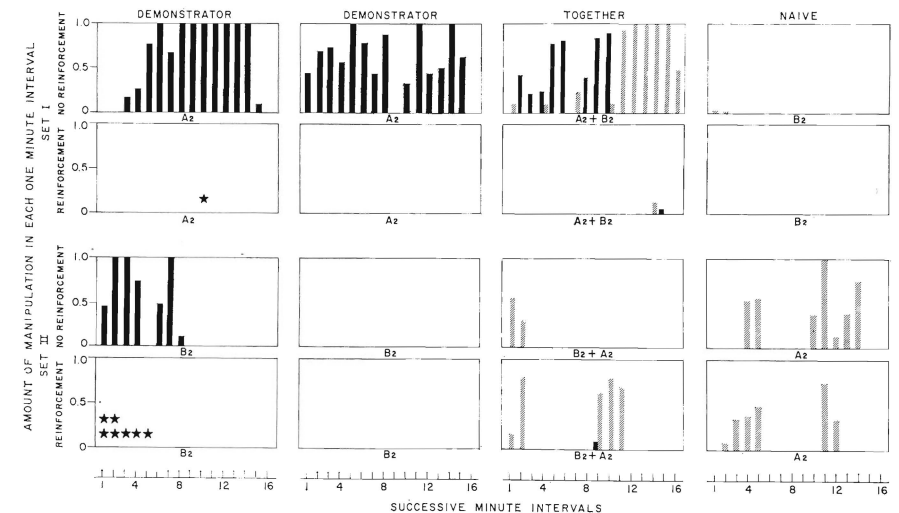 DEMONSTRATOR DEMONSTRATOR TOGETHER NAIVE
AMOUNT OF MANIPULATION IN EACH ONE MINUTE INTERVAL
SET I
NO REINFORCEMENT
1.0
0.5
0
A2 A2 A2 + B2 B2
REINFORCEMENT
1.0
0.5
0
A2 A2 A2 + B2 B2
SET II
NO REINFORCEMENT
1.0
0.5
0
B2 B2 B2 + A2 A2
REINFORCEMENT
1.0
0.5
0
B2 B2 B2 + A2 A2
1 4 8 12 16 1 4 8 12 16 1 4 8 12 16 1 4 8 12 16
SUCCESSIVE MINUTE INTERVALS